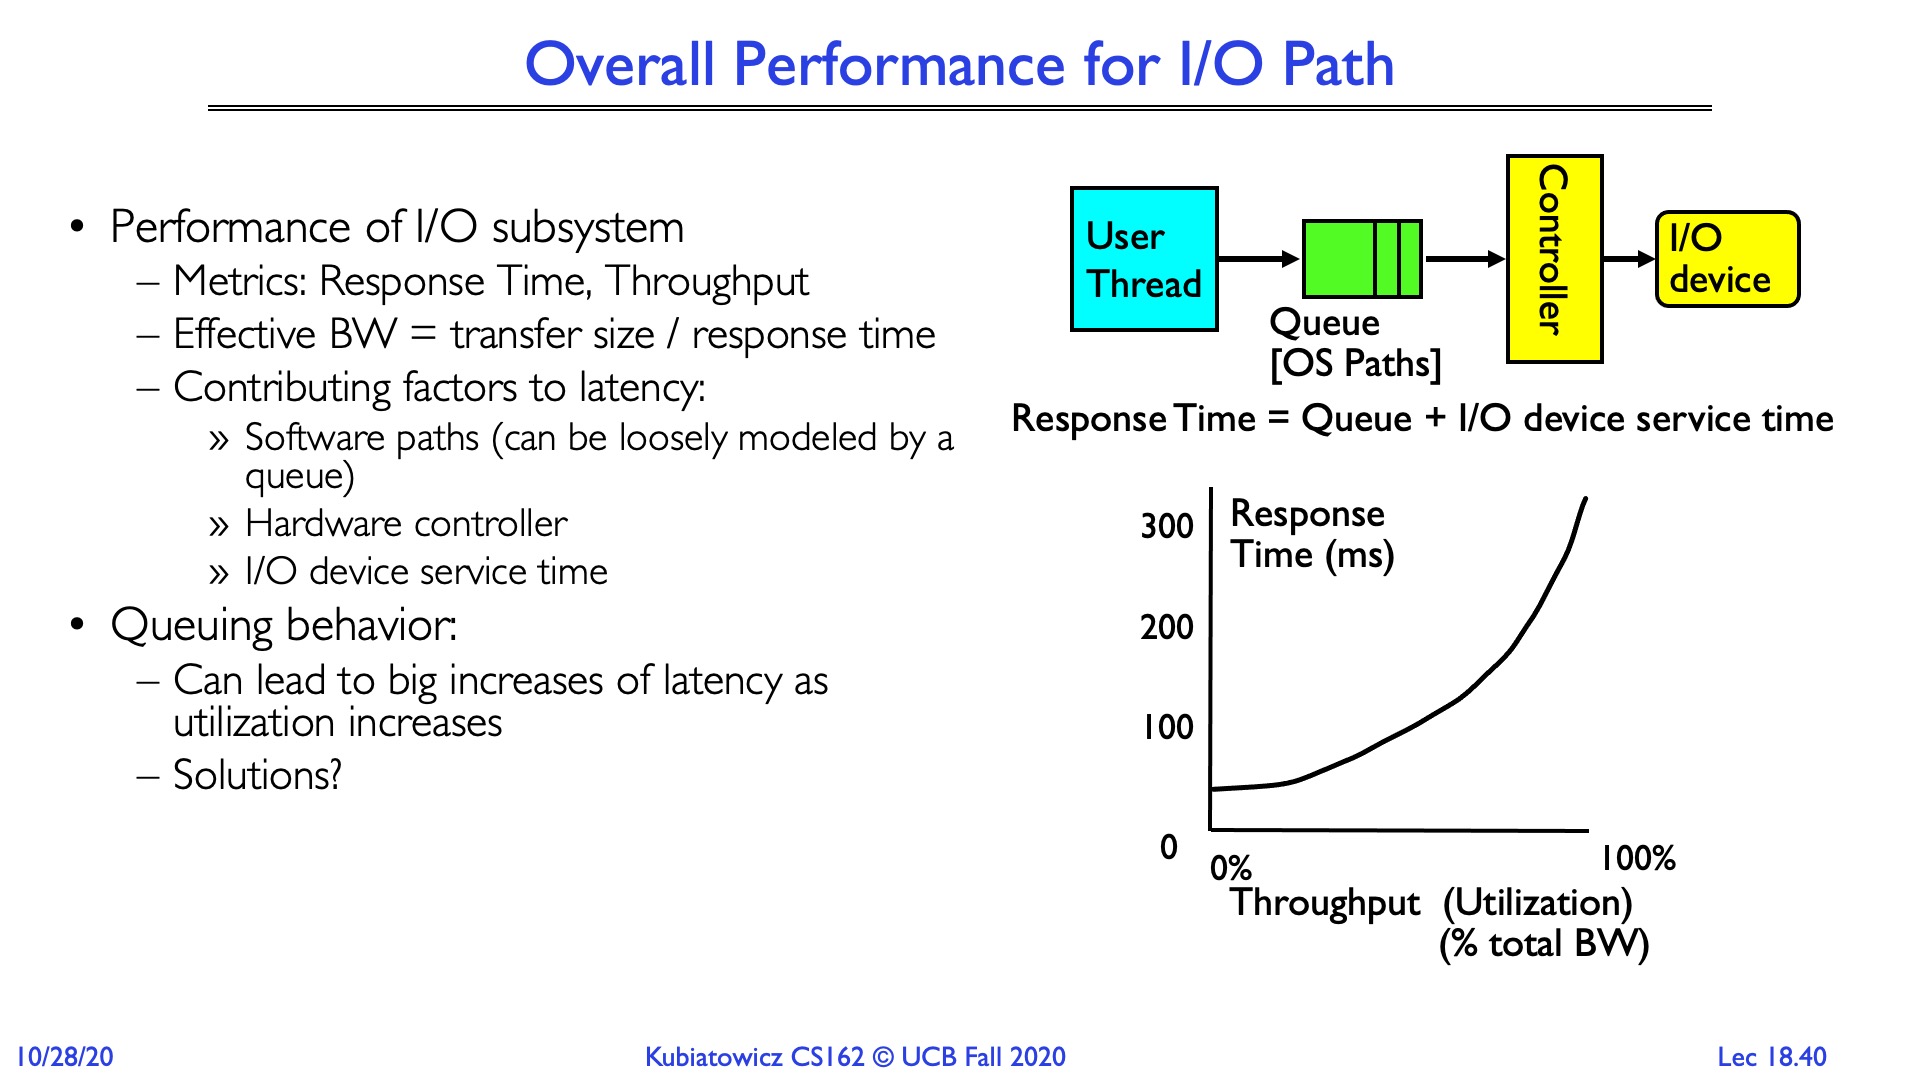 Overall Performance for I/O Path
• Performance of I/O subsystem
– Metrics: Response Time, Throughput
– Effective BW = transfer size / response time
– Contributing factors to latency:
» Software paths (can be loosely modeled by a
queue)
» Hardware controller
» I/O device service time
• Queuing behavior:
– Can lead to big increases of latency as
utilization increases
– Solutions?
User
Thread
Queue
[OS Paths]
Controller
I/O
device
Response Time = Queue + I/O device service time
300
200
100
0
Response
Time (ms)
0%
100%
Throughput (Utilization)
(% total BW)
10/28/20
Kubiatowicz CS162 © UCB Fall 2020
Lec 18.40